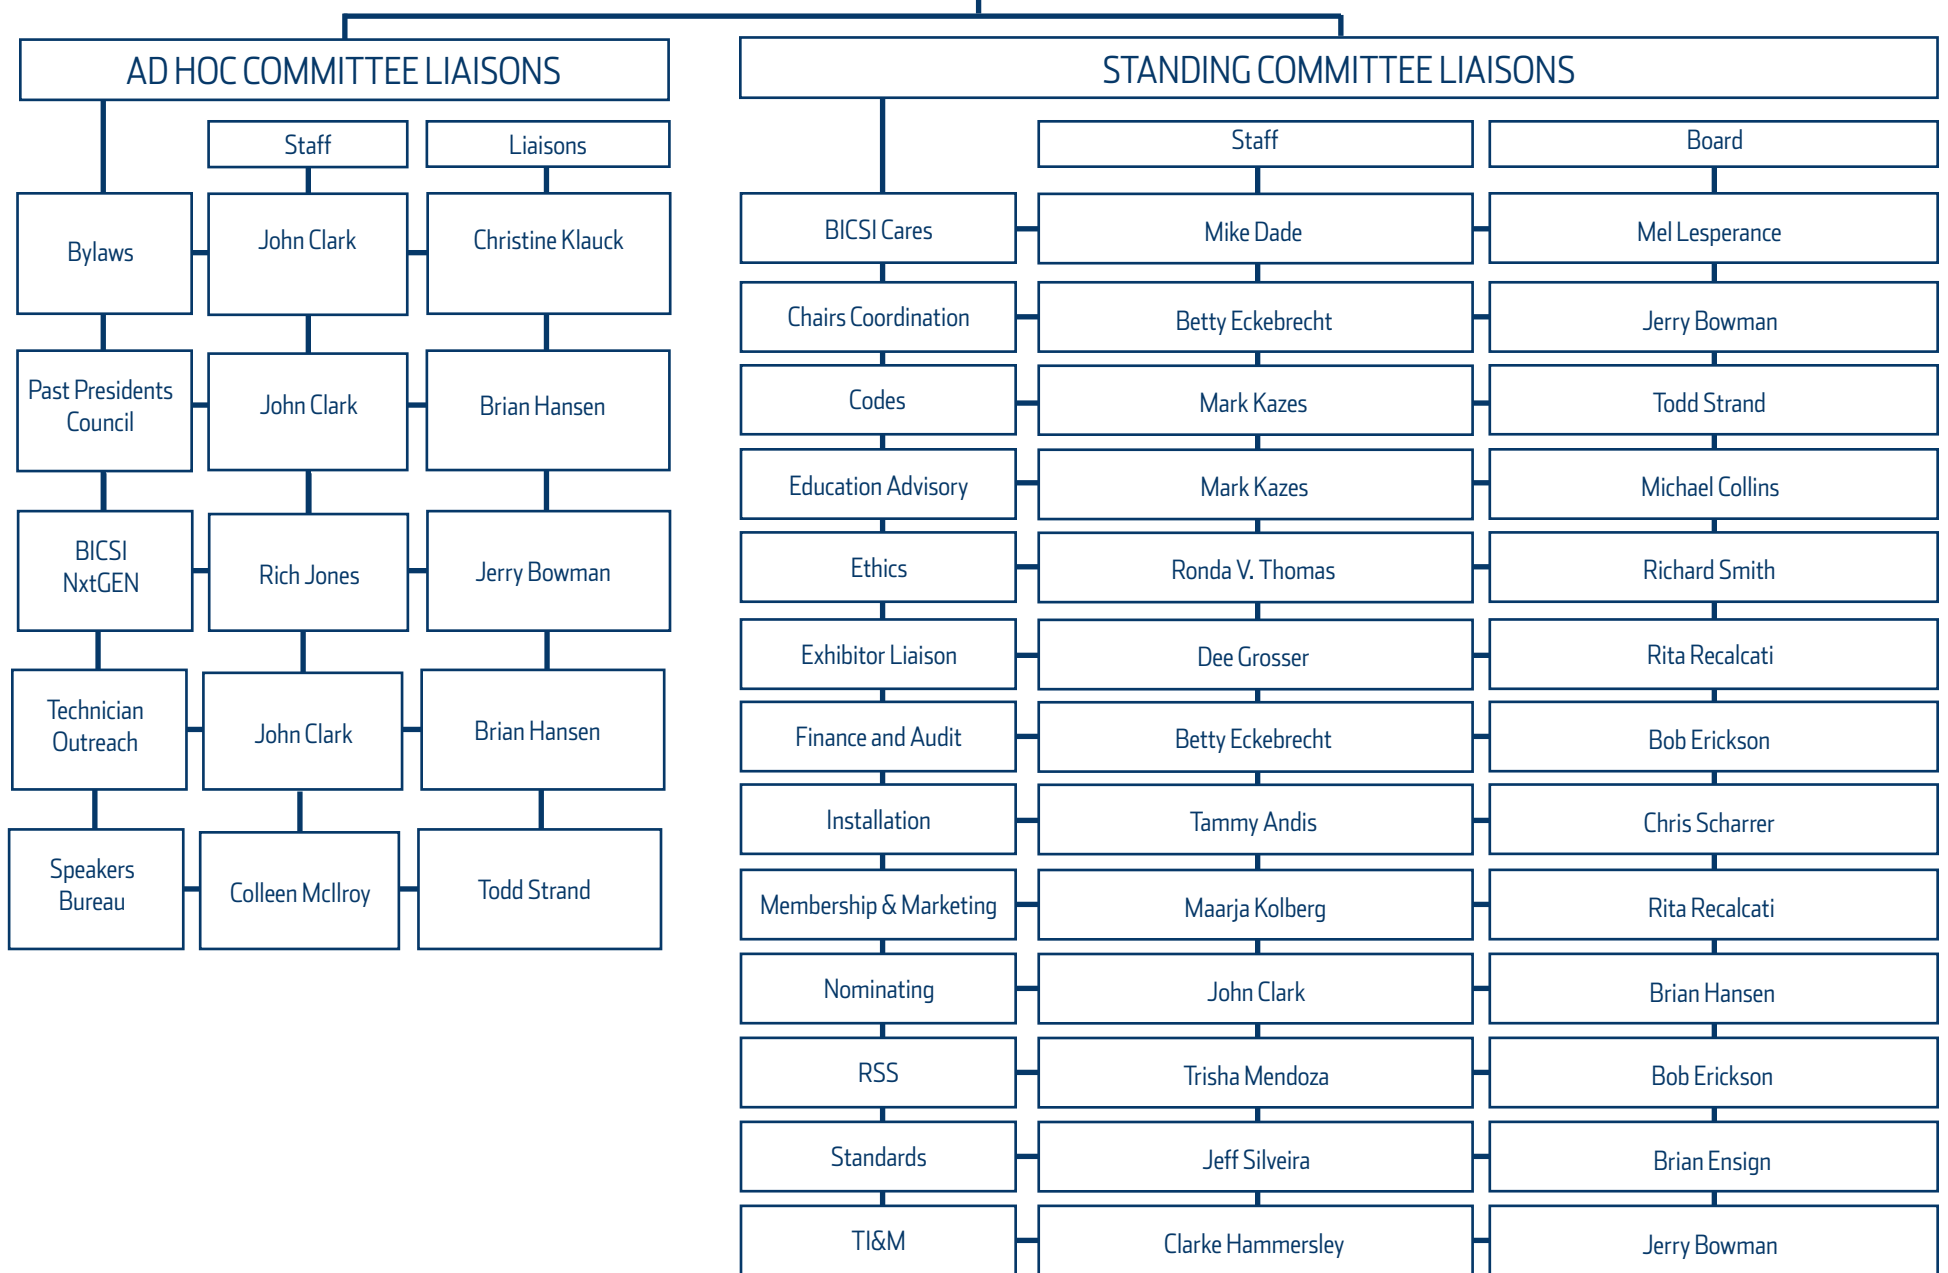 AD HOC COMMITTEE LIAISONS
Staff
Liaisons
Bylaws
John Clark
Christine Klauck
Past Presidents
Council
John Clark
Brian Hansen
BICSI
NxtGEN
Rich Jones
Jerry Bowman
Technician
Outreach
John Clark
Brian Hansen
Speakers
Bureau
Colleen McIlroy
Todd Strand
STANDING COMMITTEE LIAISONS
Staff
Board
BICSI Cares
Mike Dade
Mel Lesperance
Chairs Coordination
Betty Eckebrecht
Jerry Bowman
Codes
Mark Kazes
Todd Strand
Education Advisory
Mark Kazes
Michael Collins
Ethics
Ronda V. Thomas
Richard Smith
Exhibitor Liaison
Dee Grosser
Rita Recalcati
Finance and Audit
Betty Eckebrecht
Bob Erickson
Installation
Tammy Andis
Chris Scharrer
Membership & Marketing
Maarja Kolberg
Rita Recalcati
Nominating
John Clark
Brian Hansen
RSS
Trisha Mendoza
Bob Erickson
Standards
Jeff Silveira
Brian Ensign
TI&M
Clarke Hammersley
Jerry Bowman